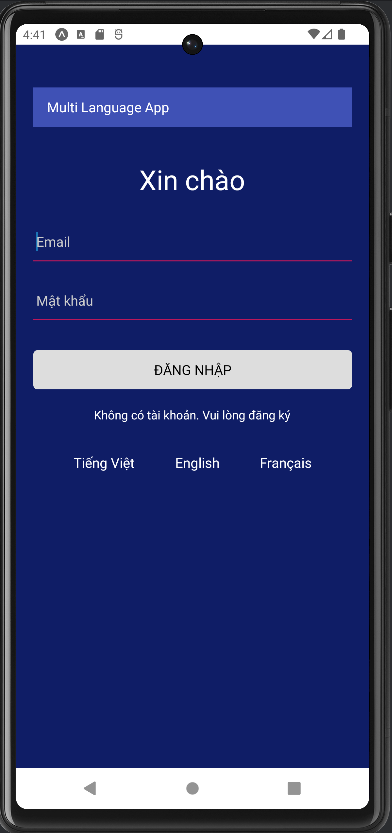 4:41
Multi Language App
Xin chào
Email
Mật khẩu
ĐĂNG NHẬP
Không có tài khoản. Vui lòng đăng ký
Tiếng Việt English Français